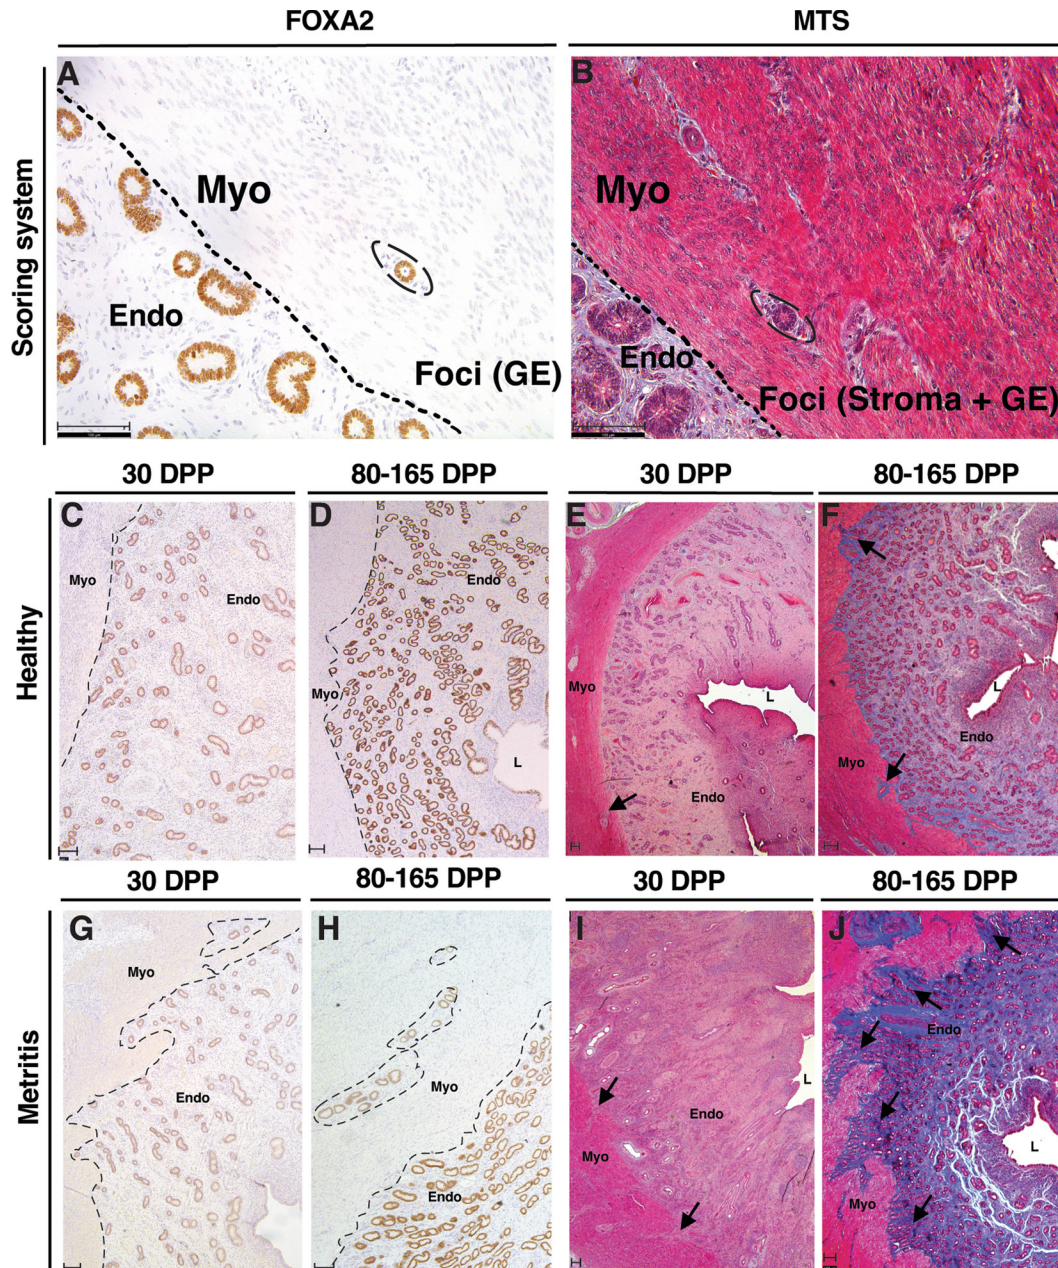 FOXA2 MTS
Scoring system
A B
Myo Myo
Endo Endo
Foci (GE) Foci (Stroma + GE)
30 DPP 80-165 DPP 30 DPP 80-165 DPP
Healthy
C D E F
Myo Endo
Endo
Myo
L
Myo L
Endo
L
Endo
Myo
30 DPP 80-165 DPP 30 DPP 80-165 DPP
Metritis
G H I J
Myo
Endo
Myo
Endo
L
Endo
Myo
Endo
L
Myo